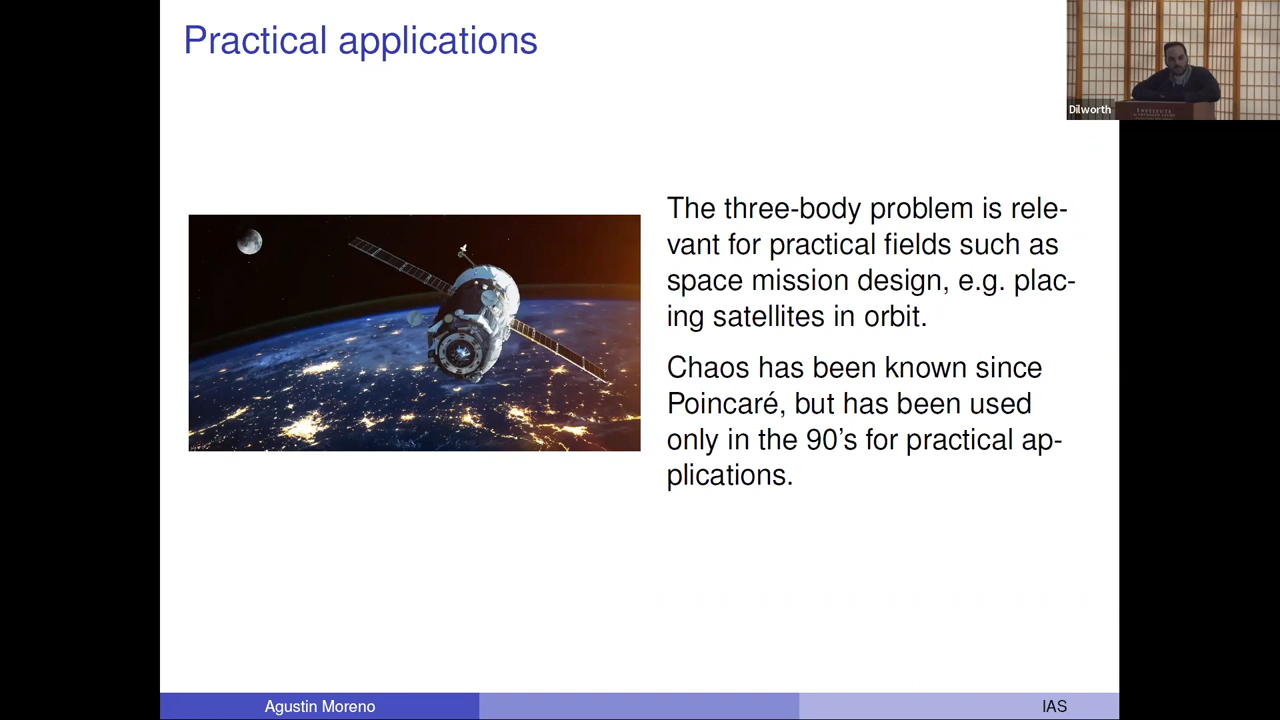 Practical applications
Dilworth
INSTITUTE
The three-body problem is rele-
vant for practical fields such as
space mission design, e.g. plac-
ing satellites in orbit.
Chaos has been known since
Poincaré, but has been used
only in the 90's for practical ap-
plications.
Agustin Moreno
IAS